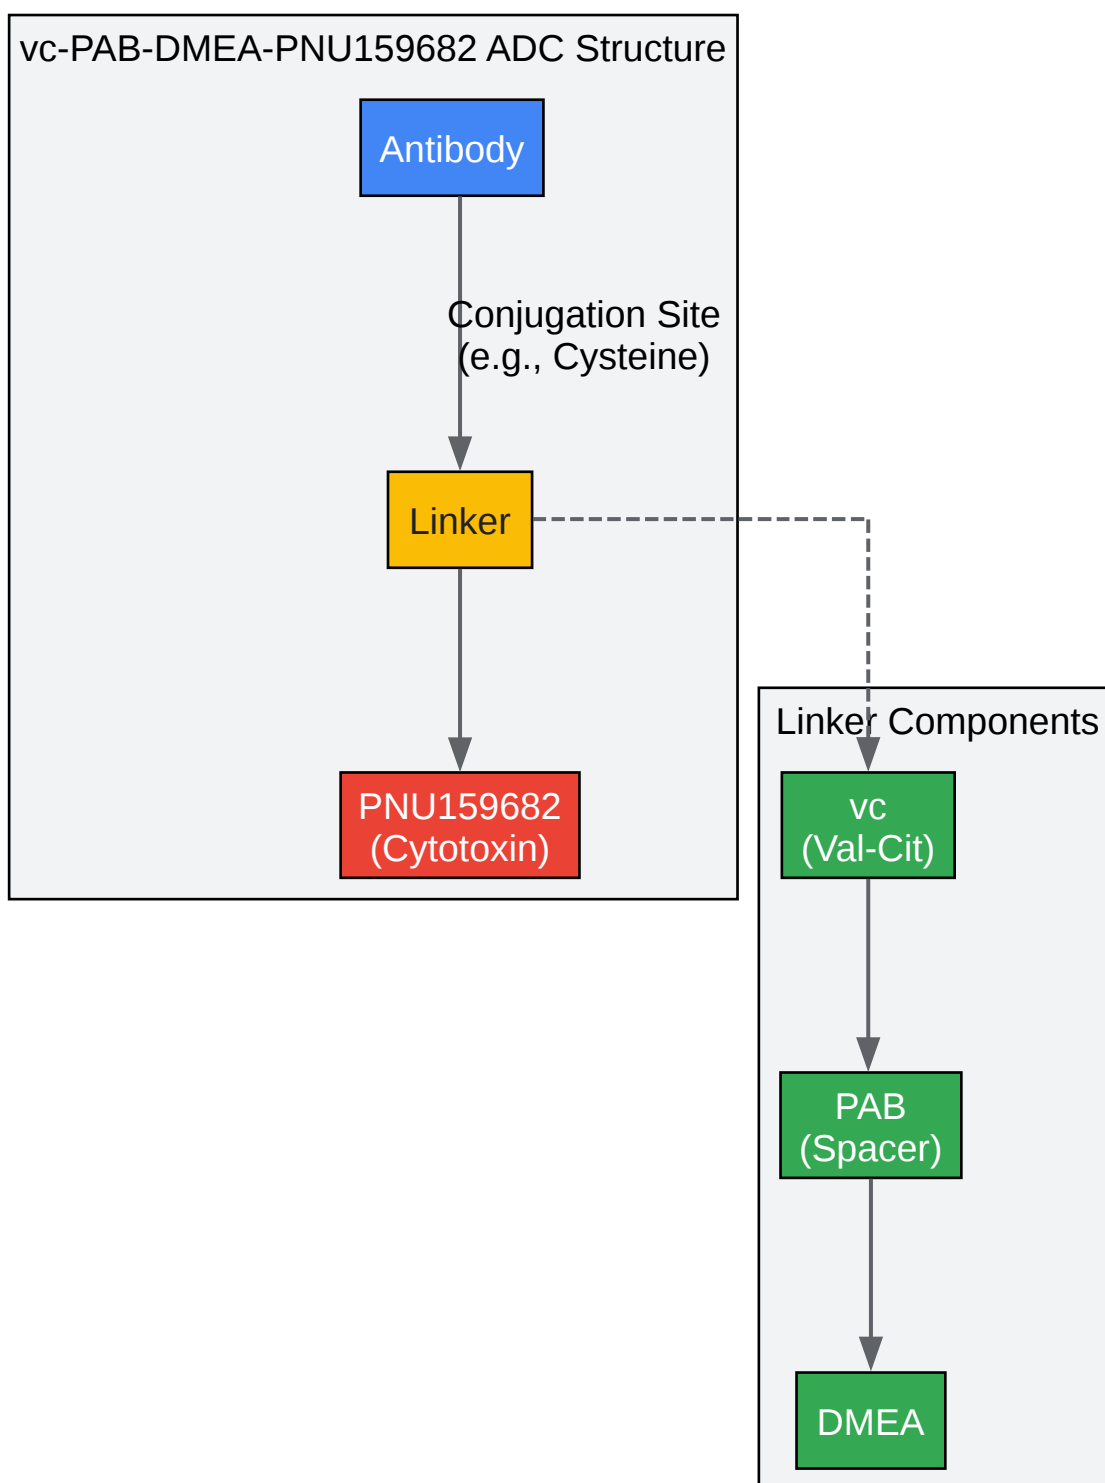 vc-PAB-DMEA-PNU159682 ADC Structure
Antibody
Conjugation Site
(e.g., Cysteine)
Linker
PNU159682
(Cytotoxin)
Linker Components
vc
(Val-Cit)
PAB
(Spacer)
DMEA